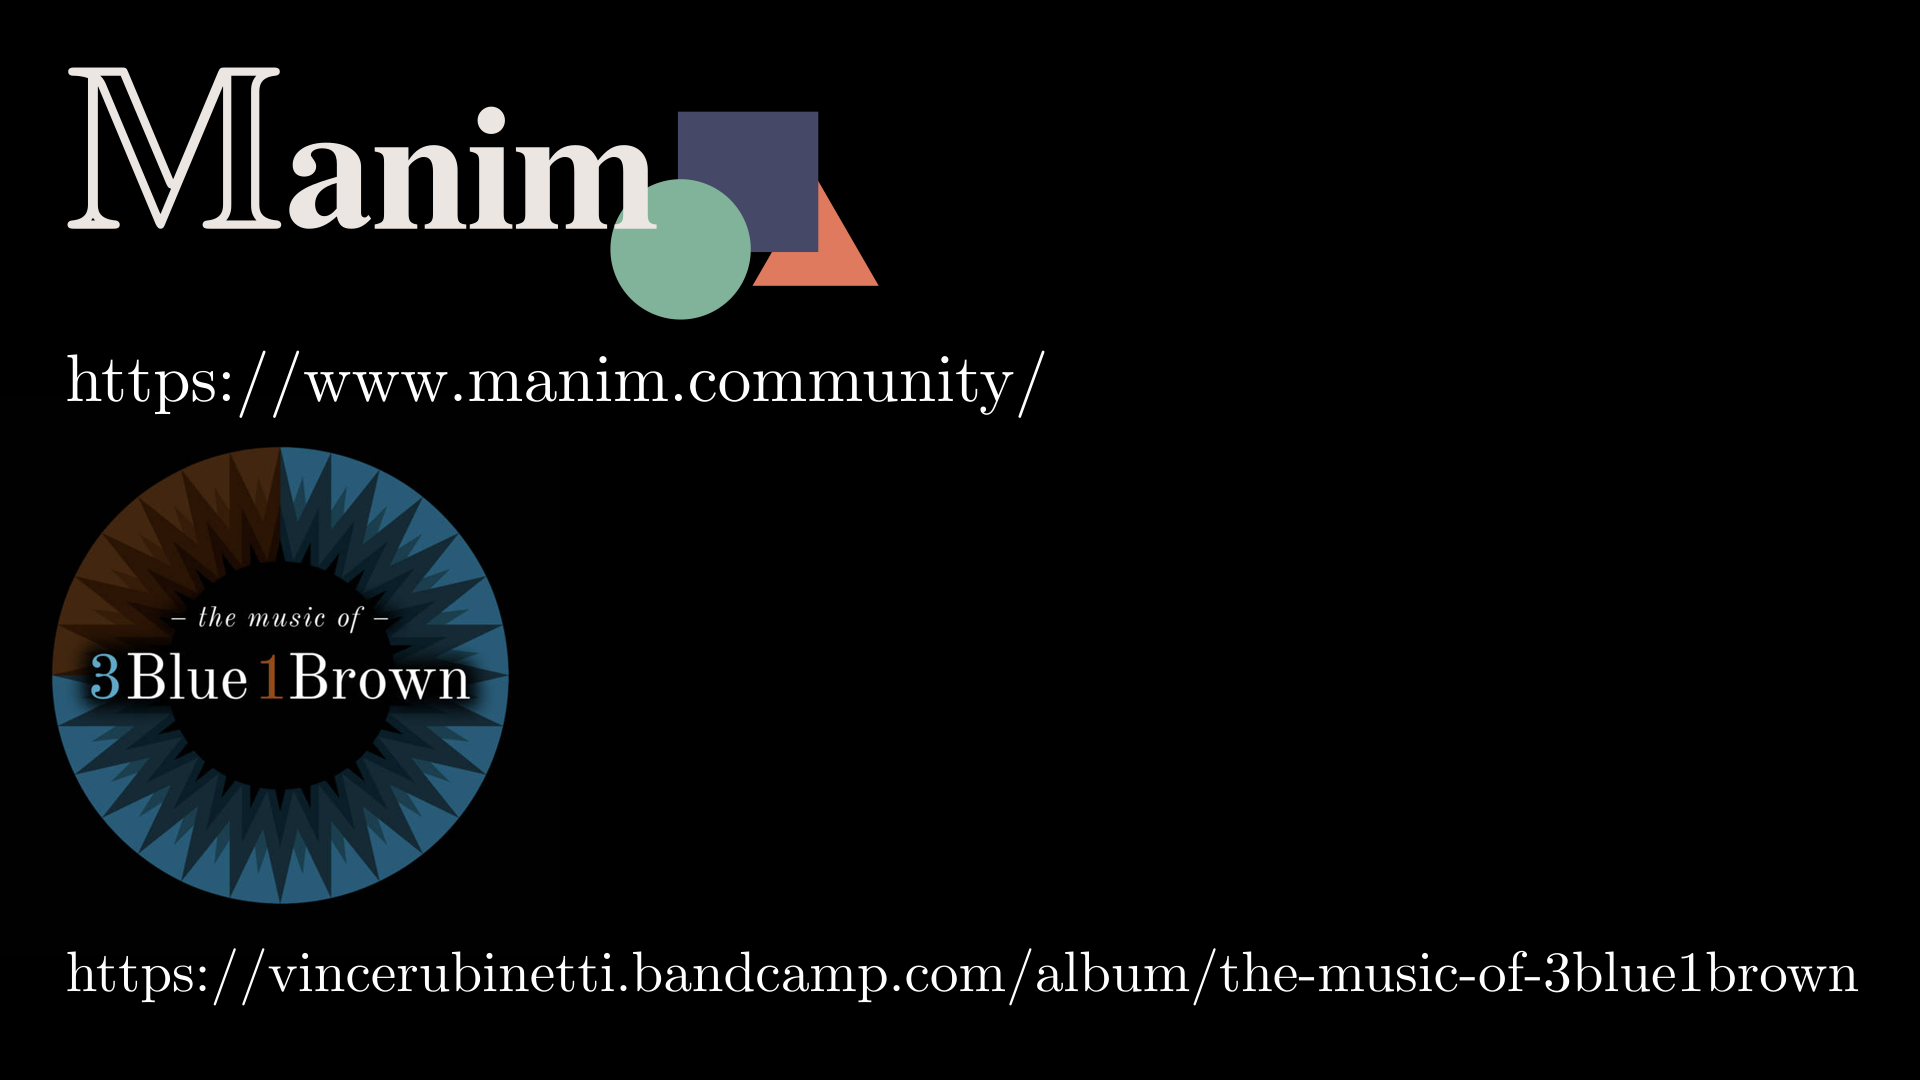 Manim
https://www.manim.community/
– the music of –
3Blue1Brown
https://vincerubinetti.bandcamp.com/album/the-music-of-3blue1brown